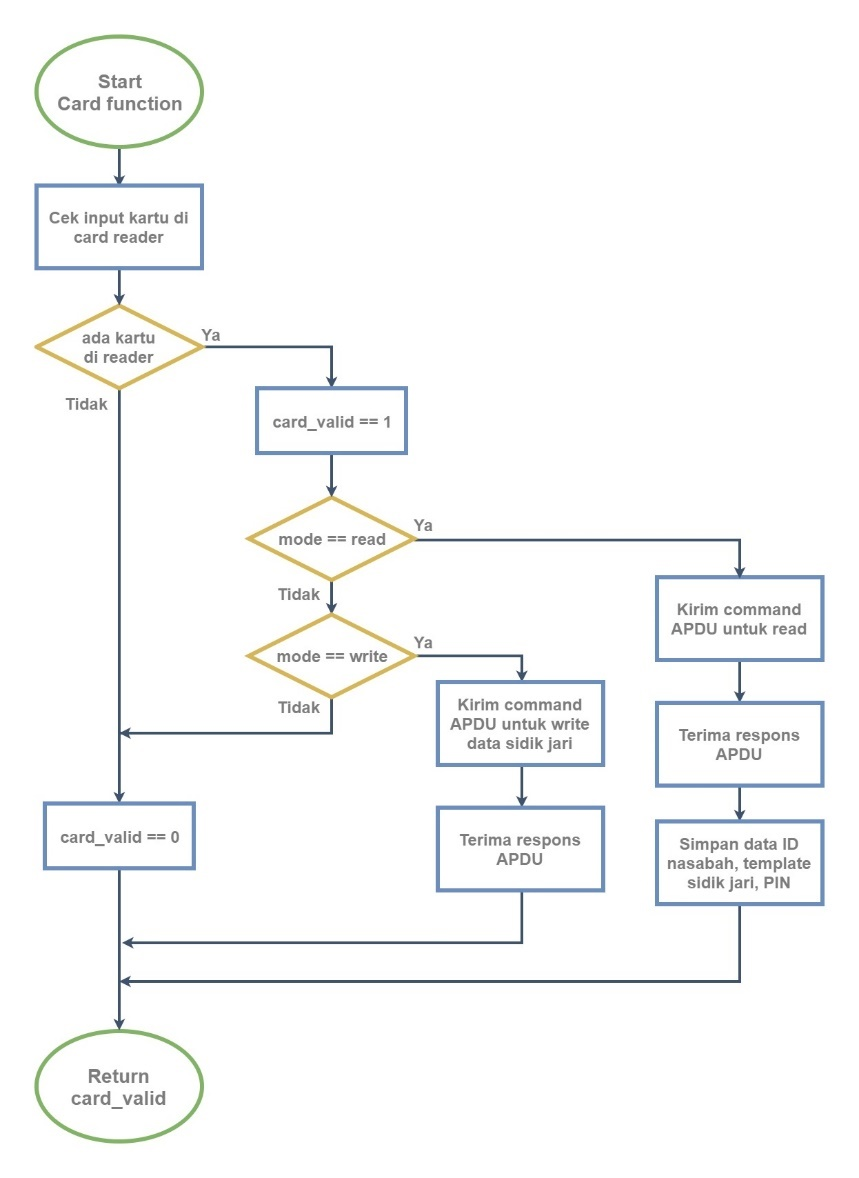 Start
Card function
Cek input kartu di
card reader
ada kartu
di reader
Ya
Tidak
card_valid == 1
mode == read
Ya
Tidak
Kirim command
APDU untuk read
mode == write
Ya
Tidak
Kirim command
APDU untuk write
data sidik jari
Terima respons
APDU
card_valid == 0
Terima respons
APDU
Simpan data ID
nasabah, template
sidik jari, PIN
Return
card_valid